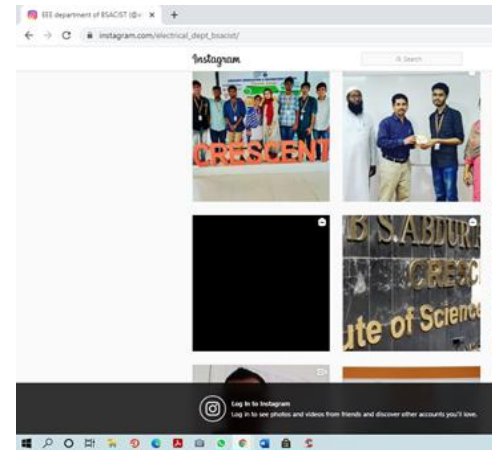 EEE department of BSACIST (@e
instagram.com/electrical_dept_bsacist/
Instagram
Search
CRESCENT
B S.ABDUR
CRESC
ute of Science
Log In to Instagram
Log in to see photos and videos from friends and discover other accounts you'll love.